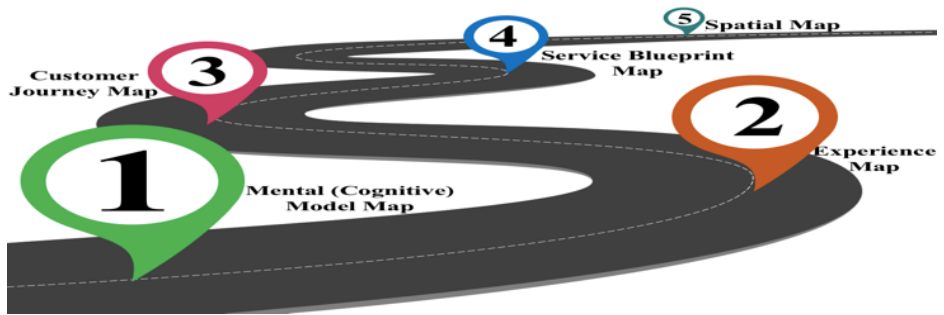 1
Mental (Cognitive)
Model Map
2
Experience
Map
3
Customer
Journey Map
4
Service Blueprint
Map
5
Spatial Map